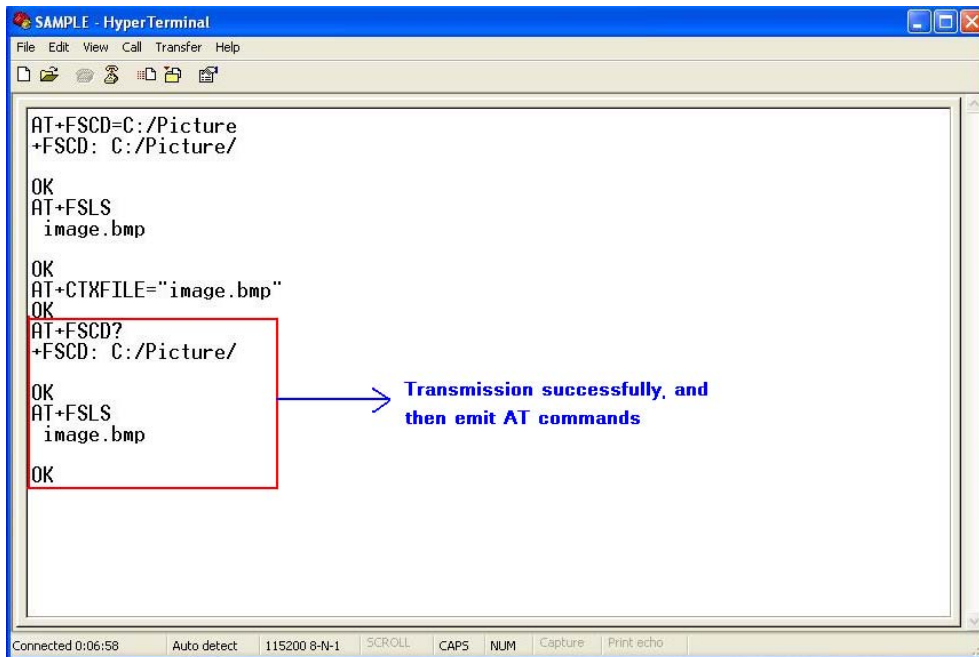 SAMPLE - HyperTerminal
File Edit View Call Transfer Help
AT+FSCD=C:/Picture
+FSCD: C:/Picture/
OK
AT+FSLS
image.bmp
OK
AT+CTXFILE="image.bmp"
OK
AT+FSCD?
+FSCD: C:/Picture/
OK
AT+FSLS
image.bmp
OK
Transmission successfully, and
then emit AT commands
Connected 0:06:58 Auto detect 115200 8-N-1 SCROLL CAPS NUM Capture Print echo